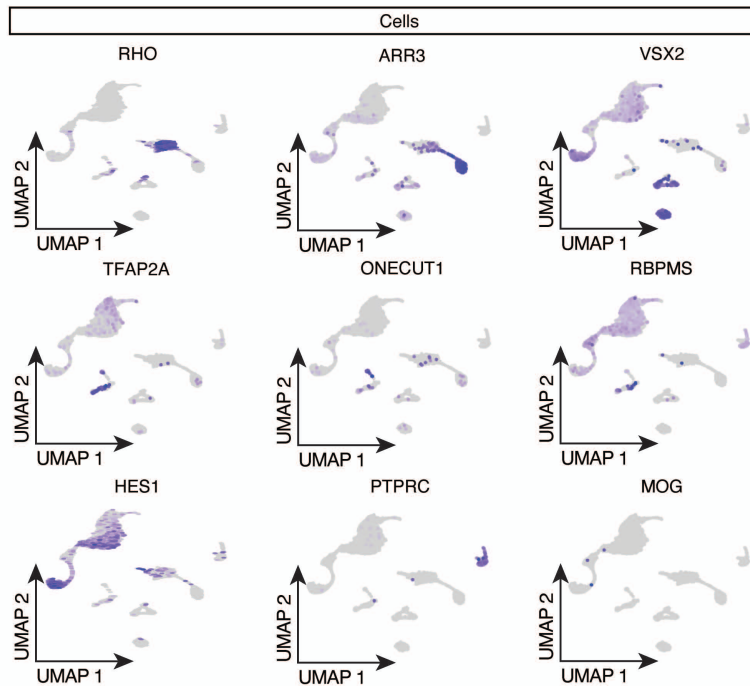 Cells
RHO
ARR3
VSX2
UMAP 2
UMAP 1
UMAP 2
UMAP 1
UMAP 2
UMAP 1
TFAP2A
ONECUT1
RBPMS
UMAP 2
UMAP 1
UMAP 2
UMAP 1
UMAP 2
UMAP 1
HES1
PTPRC
MOG
UMAP 2
UMAP 1
UMAP 2
UMAP 1
UMAP 2
UMAP 1